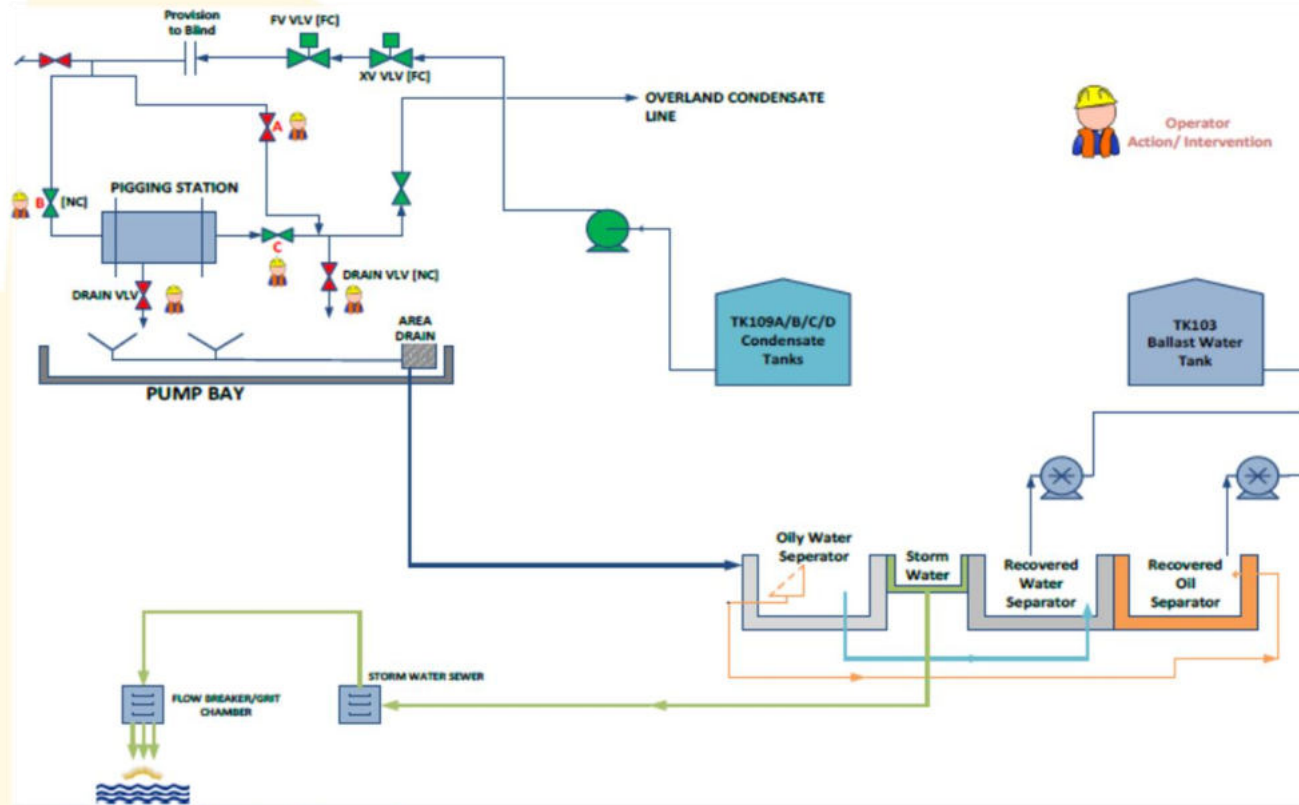 Provision
to Blind
FV VLV [FC]
XV VLV [FC]
OVERLAND CONDENSATE
LINE
Operator
Action/ Intervention
A
B
[NC]
PIGGING STATION
C
DRAIN VLV
DRAIN VLV [NC]
AREA
DRAIN
PUMP BAY
TK109A/B/C/D
Condensate
Tanks
TK103
Ballast Water
Tank
Oily Water
Seperator
Storm
Water
Recovered
Water
Separator
Recovered
Oil
Separator
STORM WATER SEWER
FLOW BREAKER/GRIT
CHAMBER